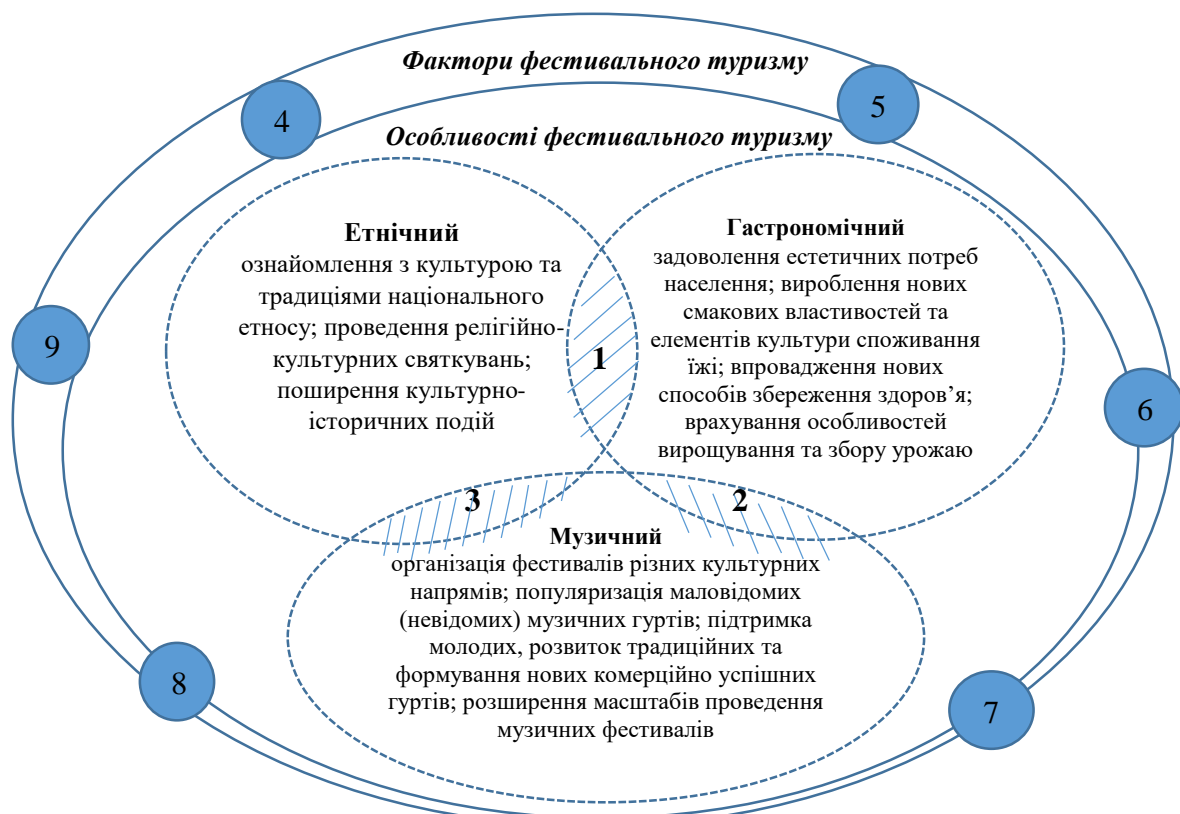 Фактори фестивального туризму
4
5
Особливості фестивального туризму
Етнічний
ознайомлення з культурою та
традиціями національного
етносу; проведення релігійно-
культурних святкувань;
поширення культурно-
історичних подій
Гастрономічний
задоволення естетичних потреб
населення; вироблення нових
смакових властивостей та
елементів культури споживання
їжі; впровадження нових
способів збереження здоров’я;
врахування особливостей
вирощування та збору урожаю
9
1
6
3
2
Музичний
організація фестивалів різних культурних
напрямів; популяризація маловідомих
(невідомих) музичних гуртів; підтримка
молодих, розвиток традиційних та
формування нових комерційно успішних
гуртів; розширення масштабів проведення
музичних фестивалів
8
7